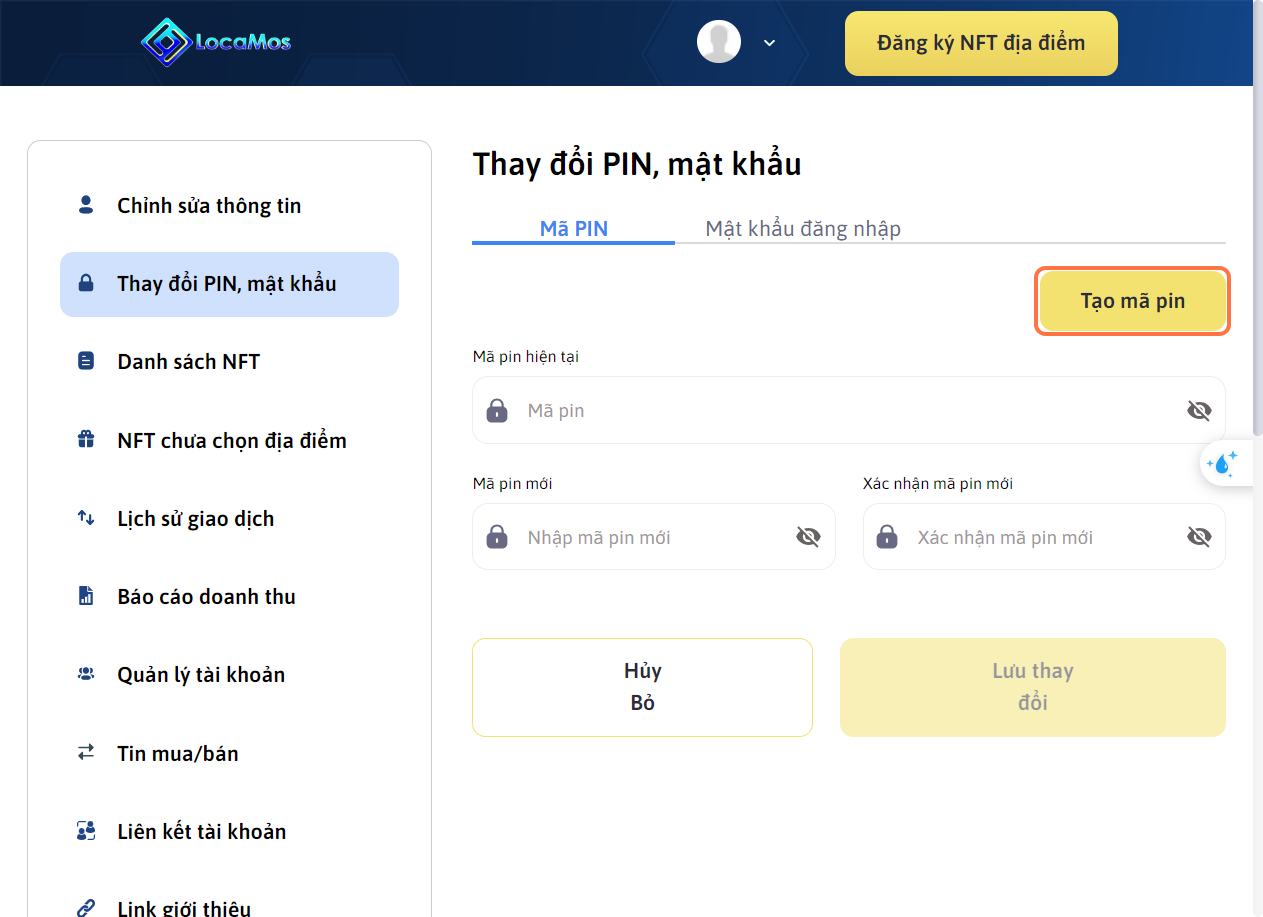 LocaMos
Đăng ký NFT địa điểm
Chỉnh sửa thông tin
Thay đổi PIN, mật khẩu
Danh sách NFT
NFT chưa chọn địa điểm
Lịch sử giao dịch
Báo cáo doanh thu
Quản lý tài khoản
Tin mua/bán
Liên kết tài khoản
Link giới thiệu
Thay đổi PIN, mật khẩu
Mã PIN
Mật khẩu đăng nhập
Tạo mã pin
Mã pin hiện tại
Mã pin
Mã pin mới
Xác nhận mã pin mới
Nhập mã pin mới
Xác nhận mã pin mới
Hủy
Bỏ
Lưu thay
đổi